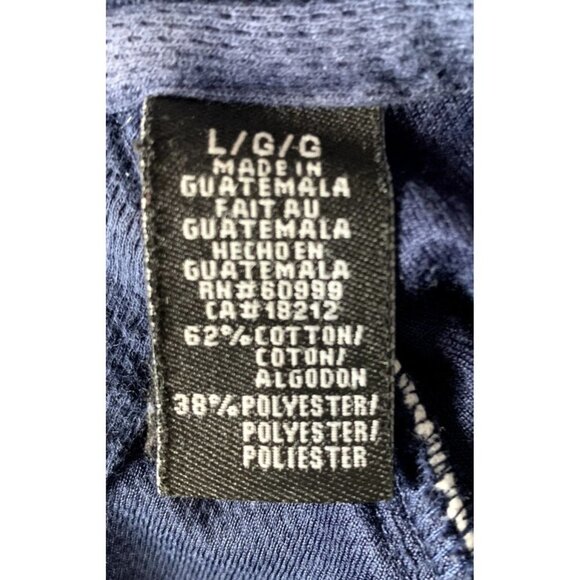 L/G/G
MADE IN
GUATEMALA
FAIT AU
GUATEMALA
HECHO EN
GUATEMALA
RN#60999
CA#18212
62%COTTON/
COTON/
ALGODON
38%POLYESTER/
POLYESTER/
POLIESTER